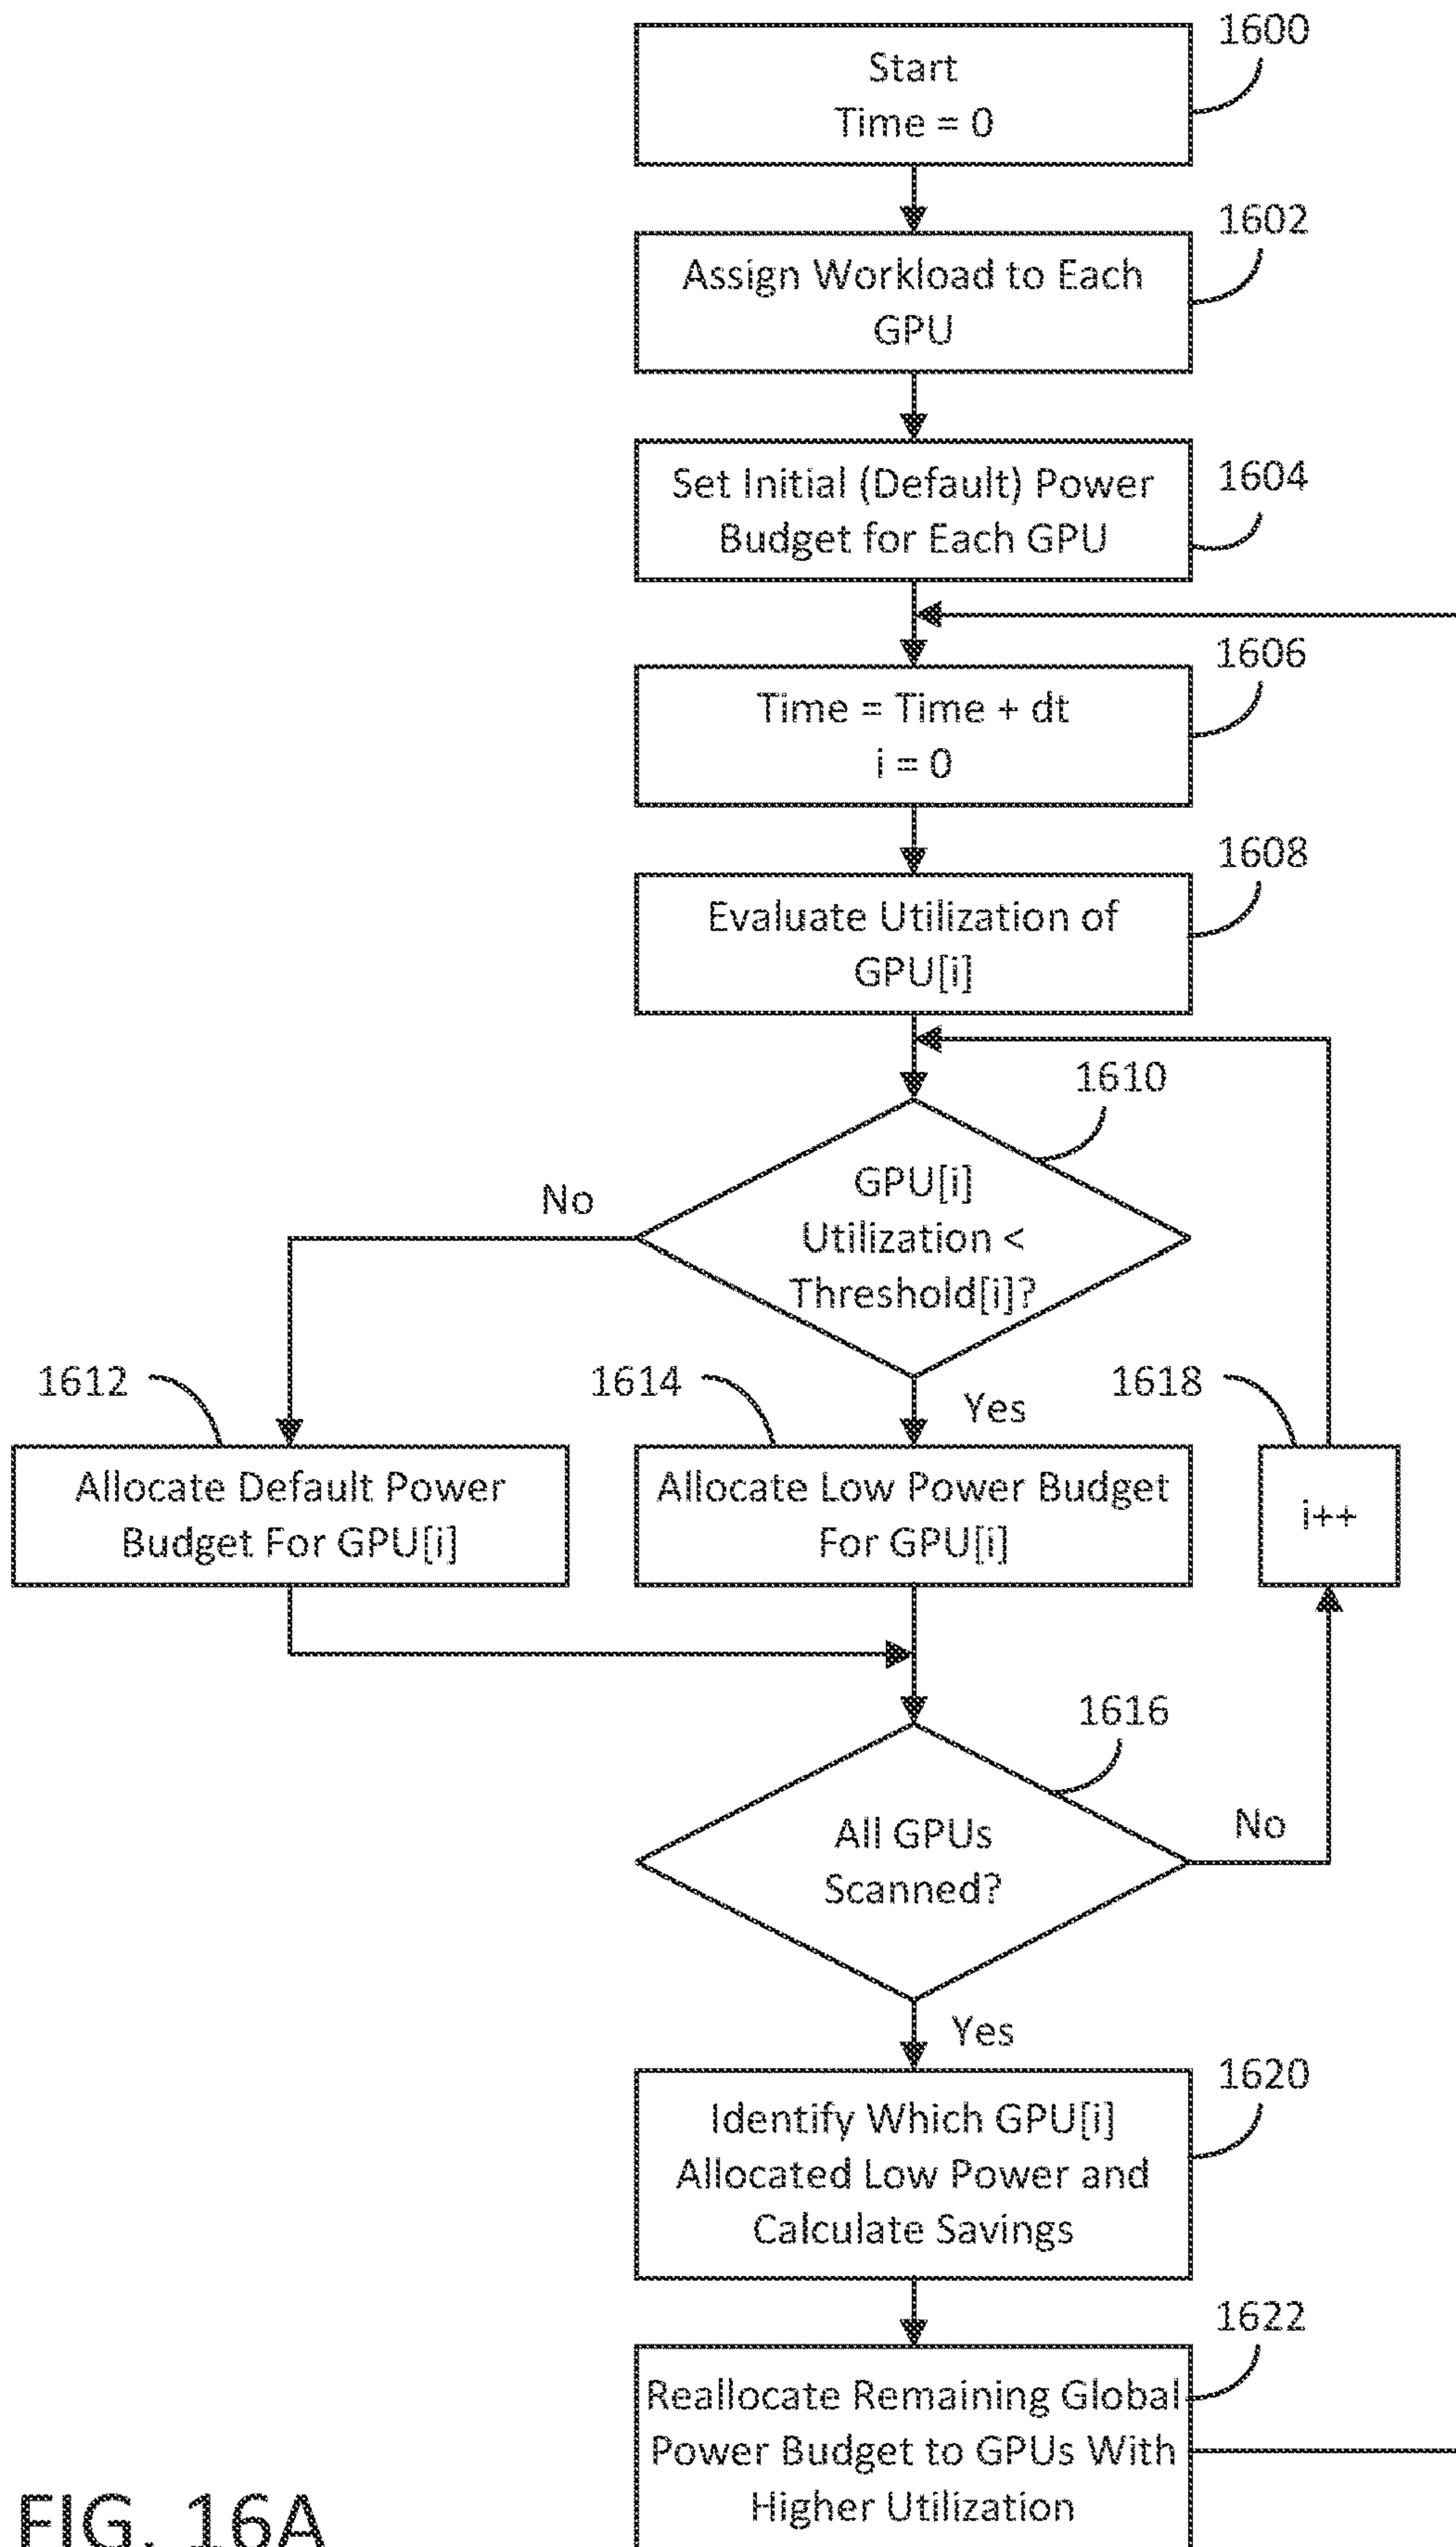 1600
Start
Time = 0
1602
Assign Workload to Each
GPU
1604
Set Initial (Default) Power
Budget for Each GPU
1606
Time = Time + dt
i = 0
1608
Evaluate Utilization of
GPU[i]
1610
GPU[i]
Utilization <
Threshold[i]?
No
Yes
1612
1614
1618
Allocate Default Power
Budget For GPU[i]
Allocate Low Power Budget
For GPU[i]
i++
1616
All GPUs
Scanned?
No
Yes
1620
Identify Which GPU[i]
Allocated Low Power and
Calculate Savings
1622
Reallocate Remaining Global
Power Budget to GPUs With
Higher Utilization
FIG. 16A